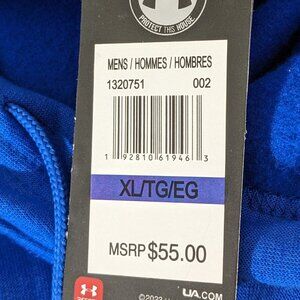 PROTECT THIS HOUSE
MENS / HOMMES / HOMBRES
1320751 002
1 92810 61946 3
XL/TG/EG
MSRP $55.00
UA.COM